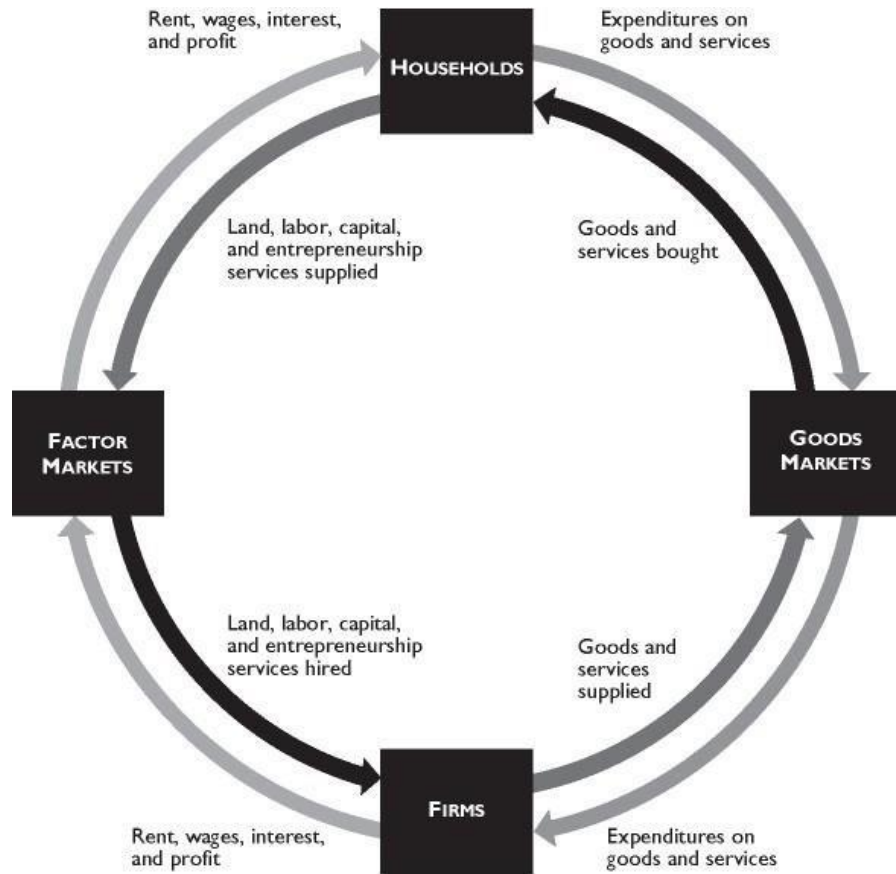 Rent, wages, interest,
and profit
HOUSEHOLDS
Expenditures on
goods and services
Land, labor, capital,
and entrepreneurship
services supplied
Goods and
services bought
FACTOR
MARKETS
GOODS
MARKETS
Land, labor, capital,
and entrepreneurship
services hired
Goods and
services
supplied
Rent, wages, interest,
and profit
FIRMS
Expenditures on
goods and services